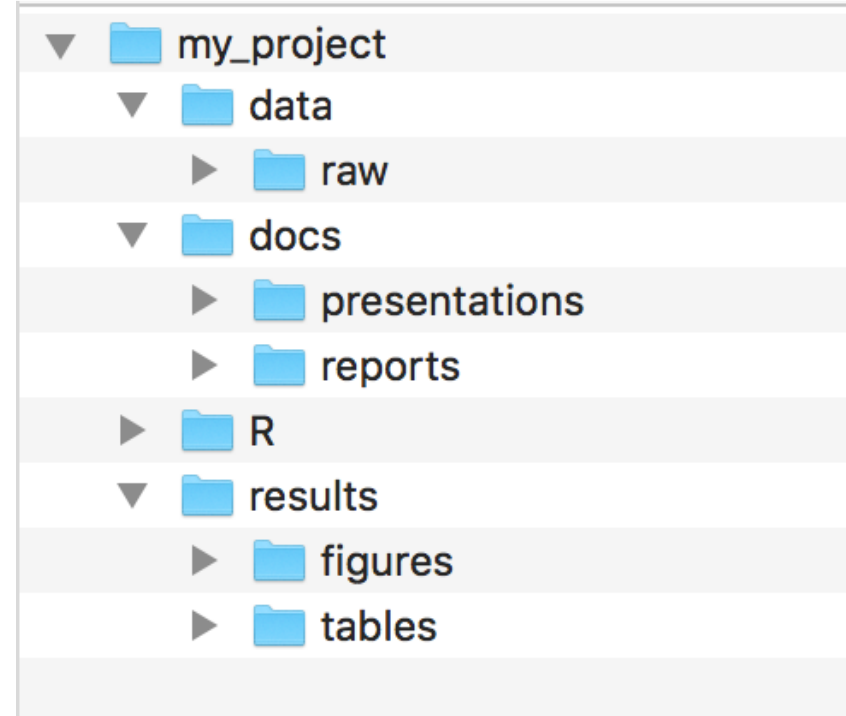 my_project
data
raw
docs
presentations
reports
R
results
figures
tables